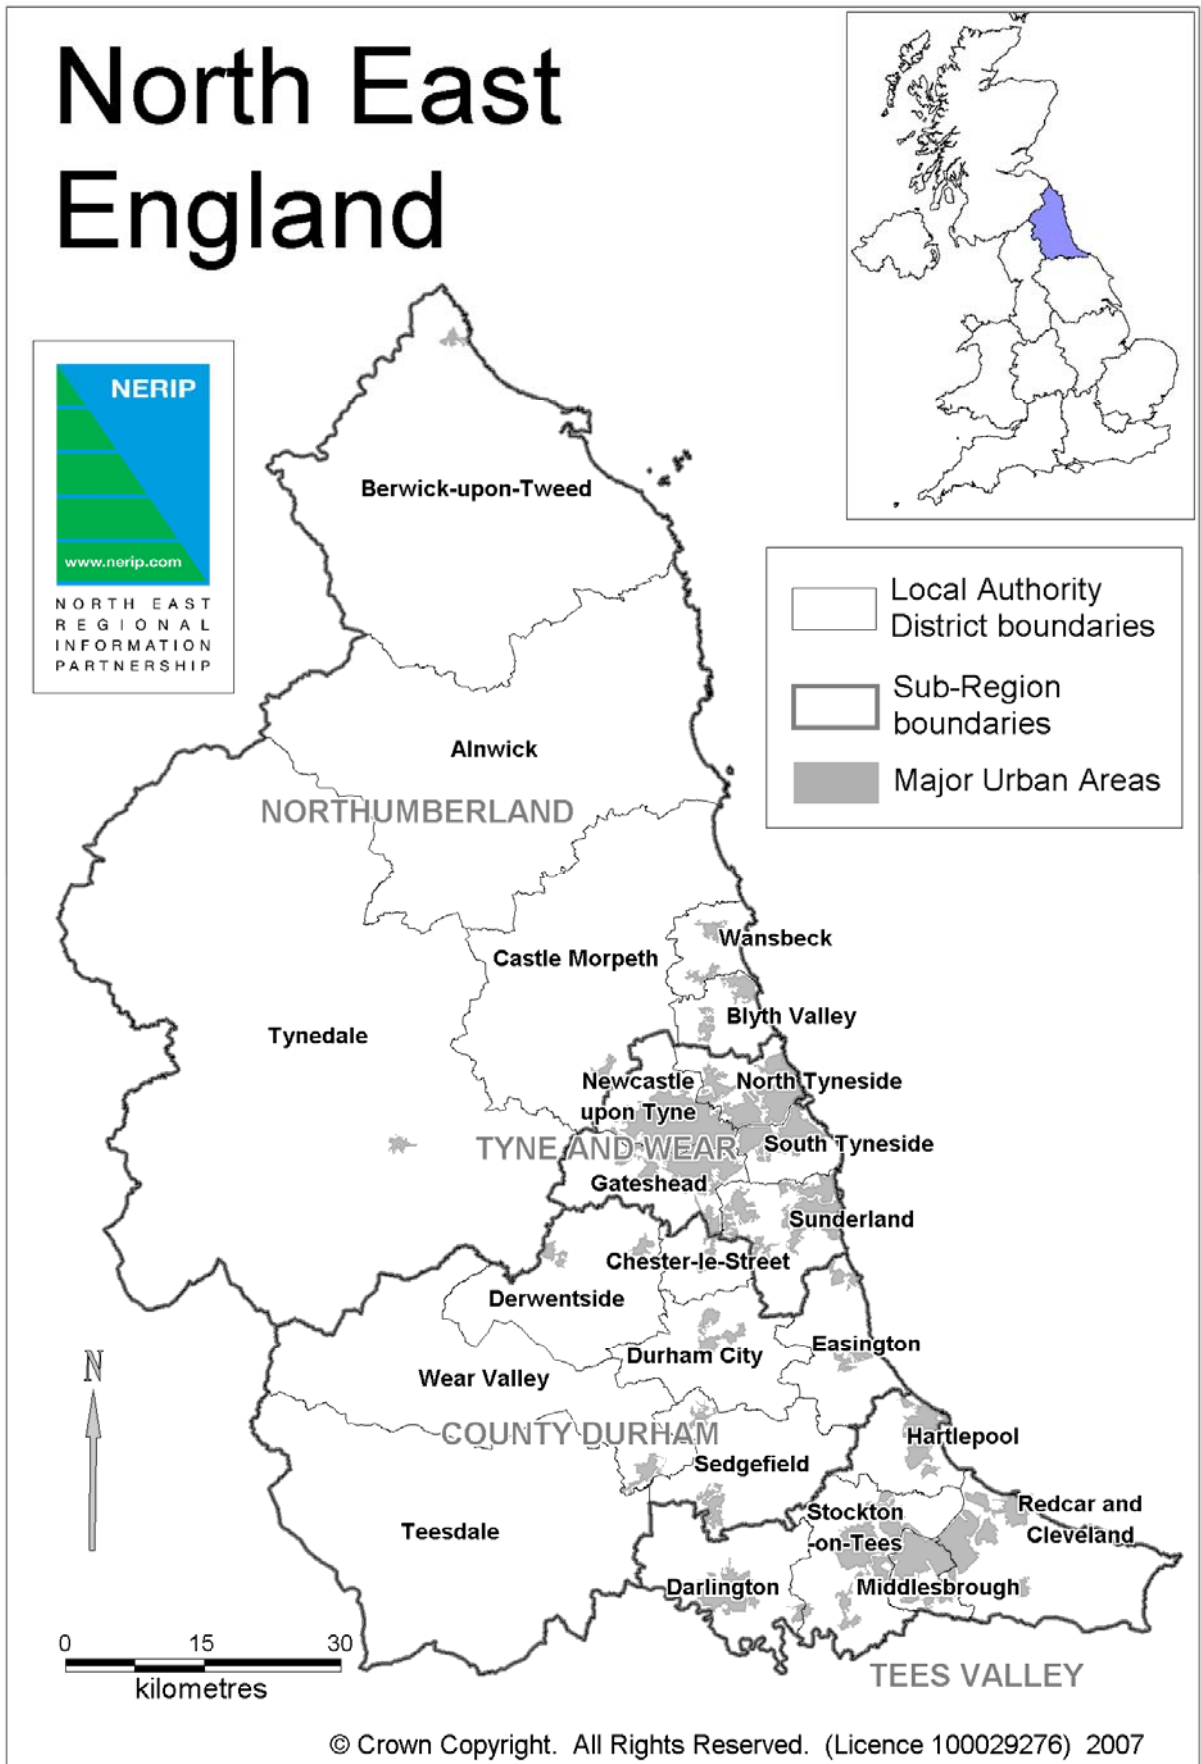 North East
England
NERIP
www.nerip.com
NORTH EAST
REGIONAL
INFORMATION
PARTNERSHIP
Local Authority
District boundaries
Sub-Region
boundaries
Major Urban Areas
Berwick-upon-Tweed
Alnwick
NORTHUMBERLAND
Wansbeck
Castle Morpeth
Blyth Valley
Tynedale
Newcastle
upon Tyne
North Tyneside
TYNE AND WEAR
South Tyneside
Gateshead
Sunderland
Chester-le-Street
Derwentside
Easington
Durham City
Wear Valley
COUNTY DURHAM
Hartlepool
Sedgefield
Stockton
-on-Tees
Redcar and
Cleveland
Teesdale
Darlington
Middlesbrough
N
0 15 30
kilometres
TEES VALLEY
© Crown Copyright. All Rights Reserved. (Licence 100029276) 2007